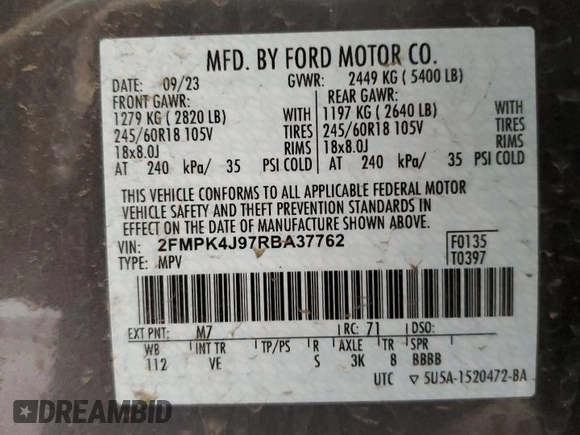 MFD. BY FORD MOTOR CO.
DATE: 09/23 GVWR: 2449 KG ( 5400 LB)
FRONT GAWR: REAR GAWR:
1279 KG ( 2820 LB) WITH 1197 KG ( 2640 LB) WITH
245/60R18 105V TIRES 245/60R18 105V TIRES
18x8.0J RIMS 18x8.0J RIMS
AT 240 kPa/ 35 PSI COLD AT 240 kPa/ 35 PSI COLD
THIS VEHICLE CONFORMS TO ALL APPLICABLE FEDERAL MOTOR
VEHICLE SAFETY AND THEFT PREVENTION STANDARDS IN
EFFECT ON THE DATE OF MANUFACTURE SHOWN ABOVE.
VIN: 2FMPK4J97RBA37762 F0135
TYPE: MPV T0397
EXT PNT: M7 RC: 71 DSO:
WB INT TR TP/PS R AXLE TR SPR
112 VE S 3K 8 BBBB
UTC ▽ 5U5A-1520472-BA
DREAMBID